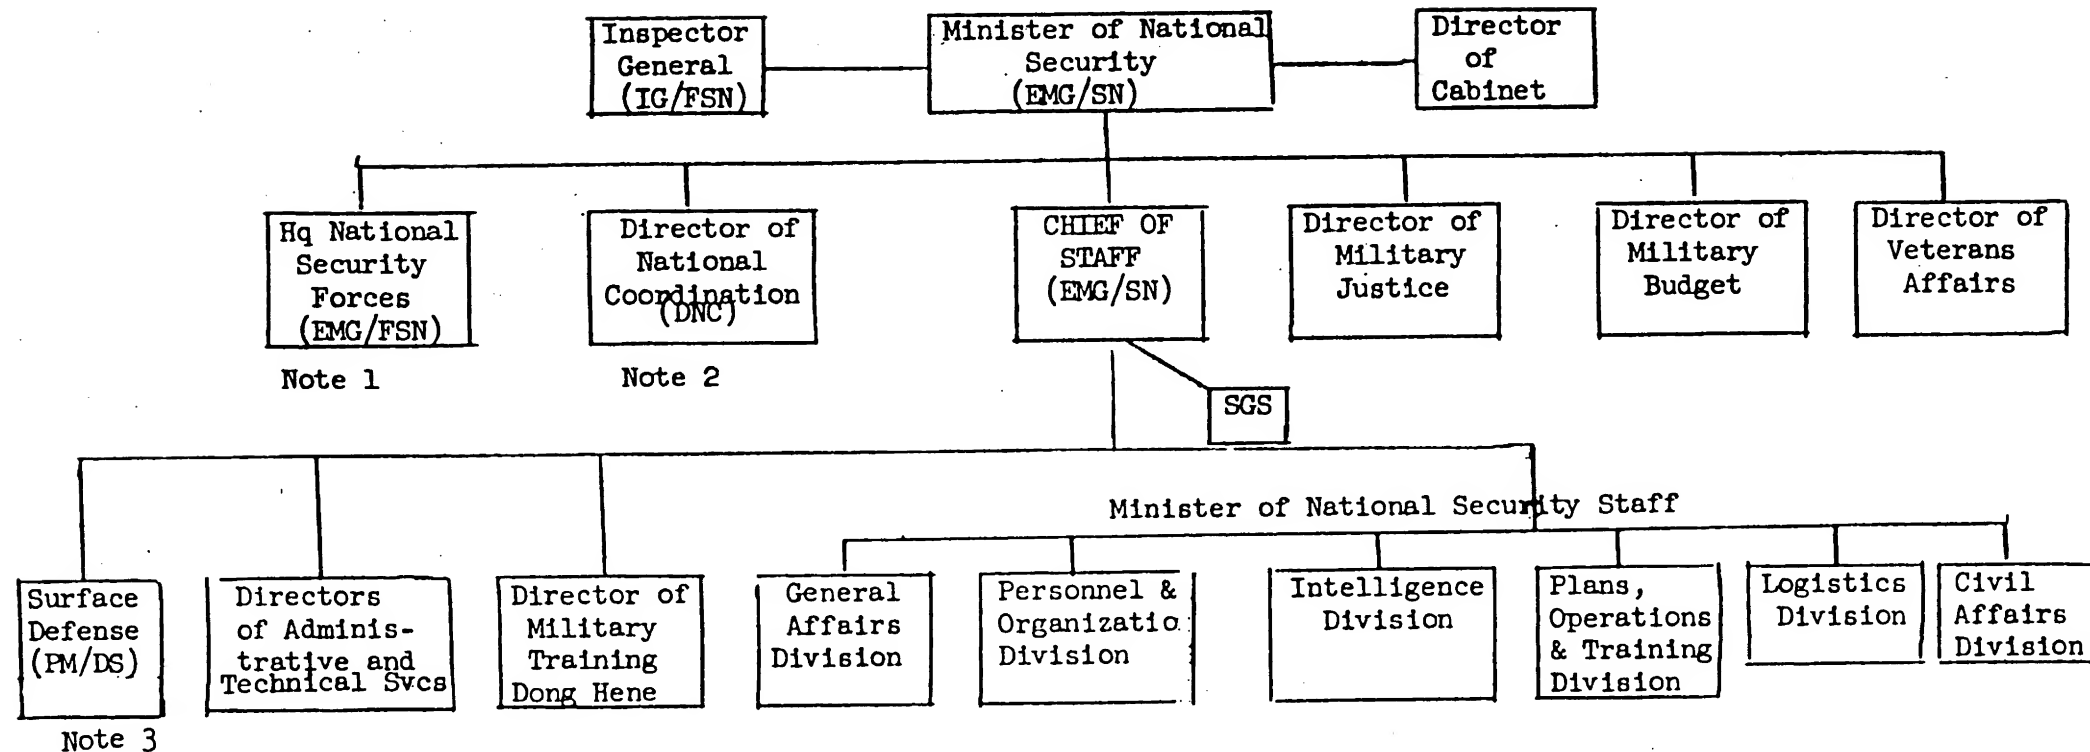 Inspector
General
(IG/FSN)
Minister of National
Security
(EMG/SN)
Director
of
Cabinet
Hq National
Security
Forces
(EMG/FSN)
Note 1
Director of
National
Coordination
(DNC)
Note 2
CHIEF OF
STAFF
(EMG/SN)
Director of
Military
Justice
Director of
Military
Budget
Director of
Veterans
Affairs
SGS
Minister of National Security Staff
Surface
Defense
(PM/DS)
Note 3
Directors
of Adminis-
trative and
Technical Svcs
Director of
Military
Training
Dong Hene
General
Affairs
Division
Personnel &
Organizatio
Division
Intelligence
Division
Plans,
Operations
& Training
Division
Logistics
Division
Civil
Affairs
Division